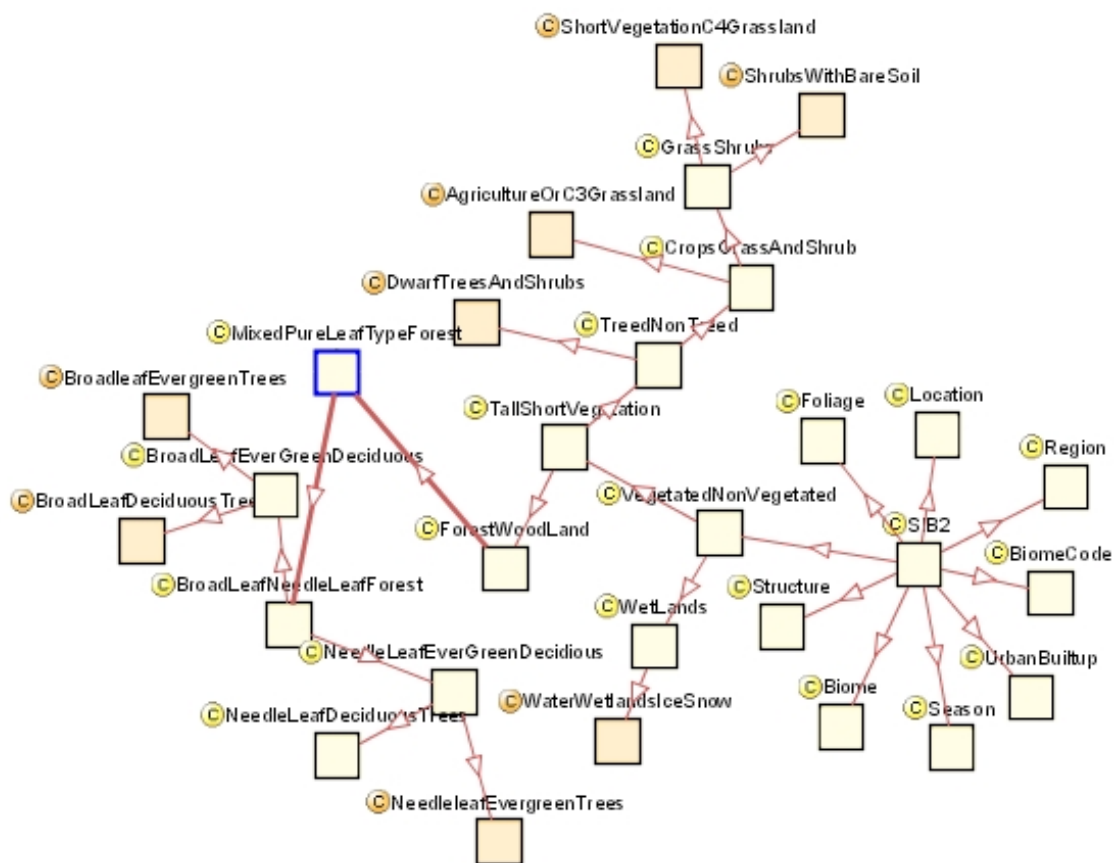 C ShortVegetationC4Grassland
C ShrubsWithBareSoil
C GrassShrubs
C AgricultureOrC3Grassland
C CropsGrassAndShrub
C DwarfTreesAndShrubs
C TreedNonTreed
C MixedPureLeafTypeForest
C BroadleafEvergreenTrees
C TallShortVegetation
C Foliage
C Location
C BroadLeafEverGreenDeciduous
C Region
C BroadLeafDeciduousTrees
C VegetatedNonVegetated
C ForestWoodLand
C SIB2
C BiomeCode
C BroadLeafNeedleLeafForest
C Structure
C WetLands
C NeedleLeafEverGreenDecidious
C UrbanBuiltup
C Biome
C WaterWetlandsIceSnow
C NeedleLeafDeciduousTrees
C Season
C NeedleleafEvergreenTrees